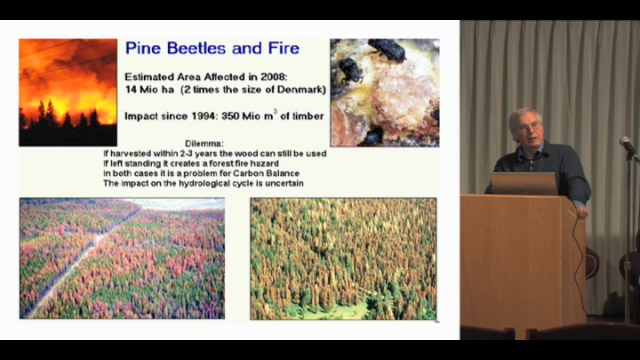 Pine Beetles and Fire
Estimated Area Affected in 2008:
14 Mio ha (2 times the size of Denmark)
Impact since 1994: 350 Mio m³ of timber
Dilemma:
If harvested within 2-3 years the wood can still be used
If left standing it creates a forest fire hazard
In both cases it is a problem for Carbon Balance
The impact on the hydrological cycle is uncertain